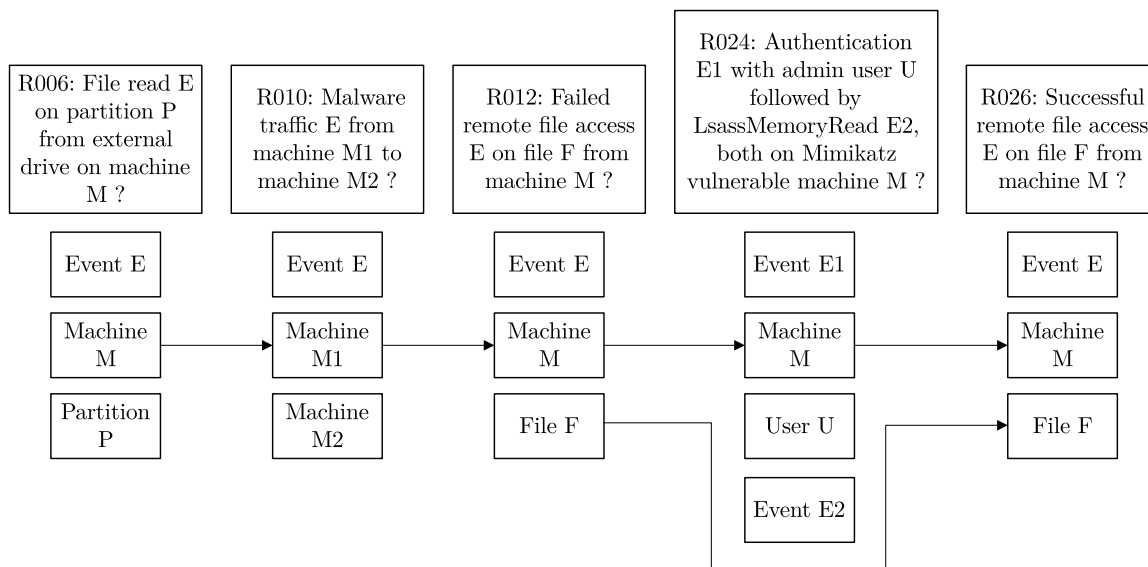 R006: File read E
on partition P
from external
drive on machine
M ?
R010: Malware
traffic E from
machine M1 to
machine M2 ?
R012: Failed
remote file access
E on file F from
machine M ?
R024: Authentication
E1 with admin user U
followed by
LsassMemoryRead E2,
both on Mimikatz
vulnerable machine M ?
R026: Successful
remote file access
E on file F from
machine M ?
Event E
Event E
Event E
Event E1
Event E
Machine
M
Machine
M1
Machine
M
Machine
M
Machine
M
Partition
P
Machine
M2
File F
User U
File F
Event E2